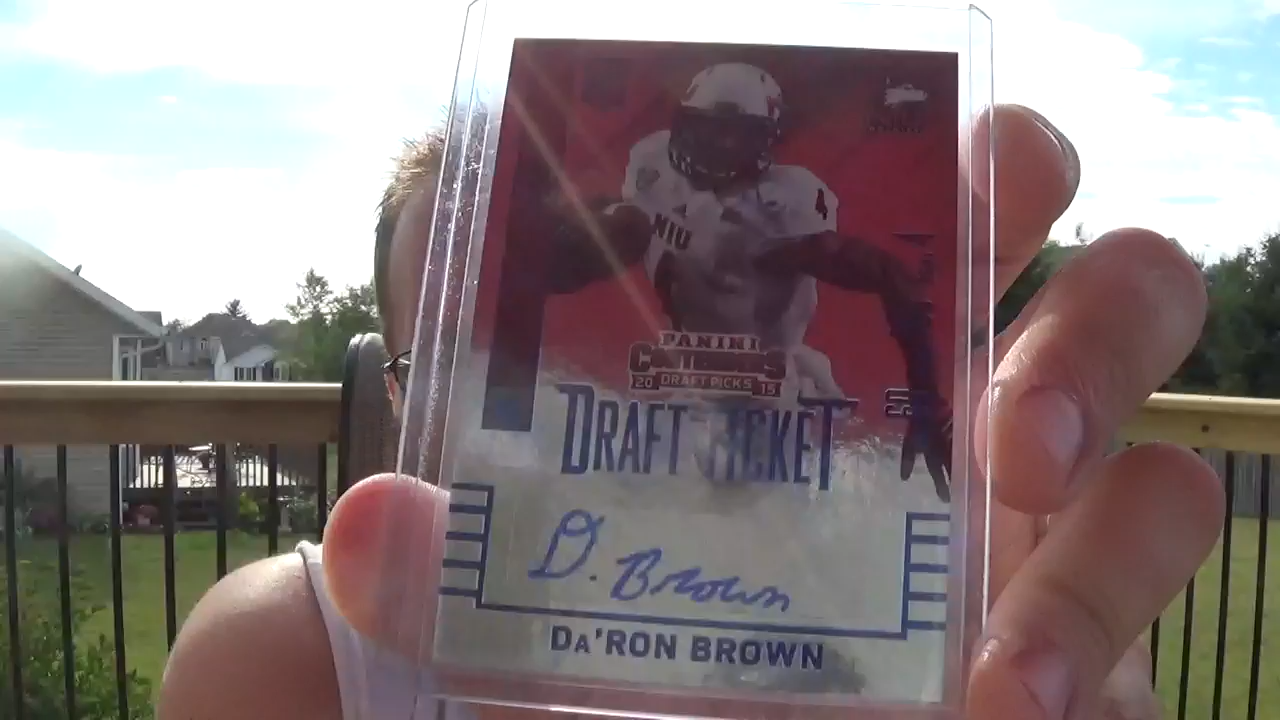 4
NIU
PANINI
CONTENDERS
20 DRAFT PICKS 15
DRAFT TICKET
D. Brown
DA'RON BROWN